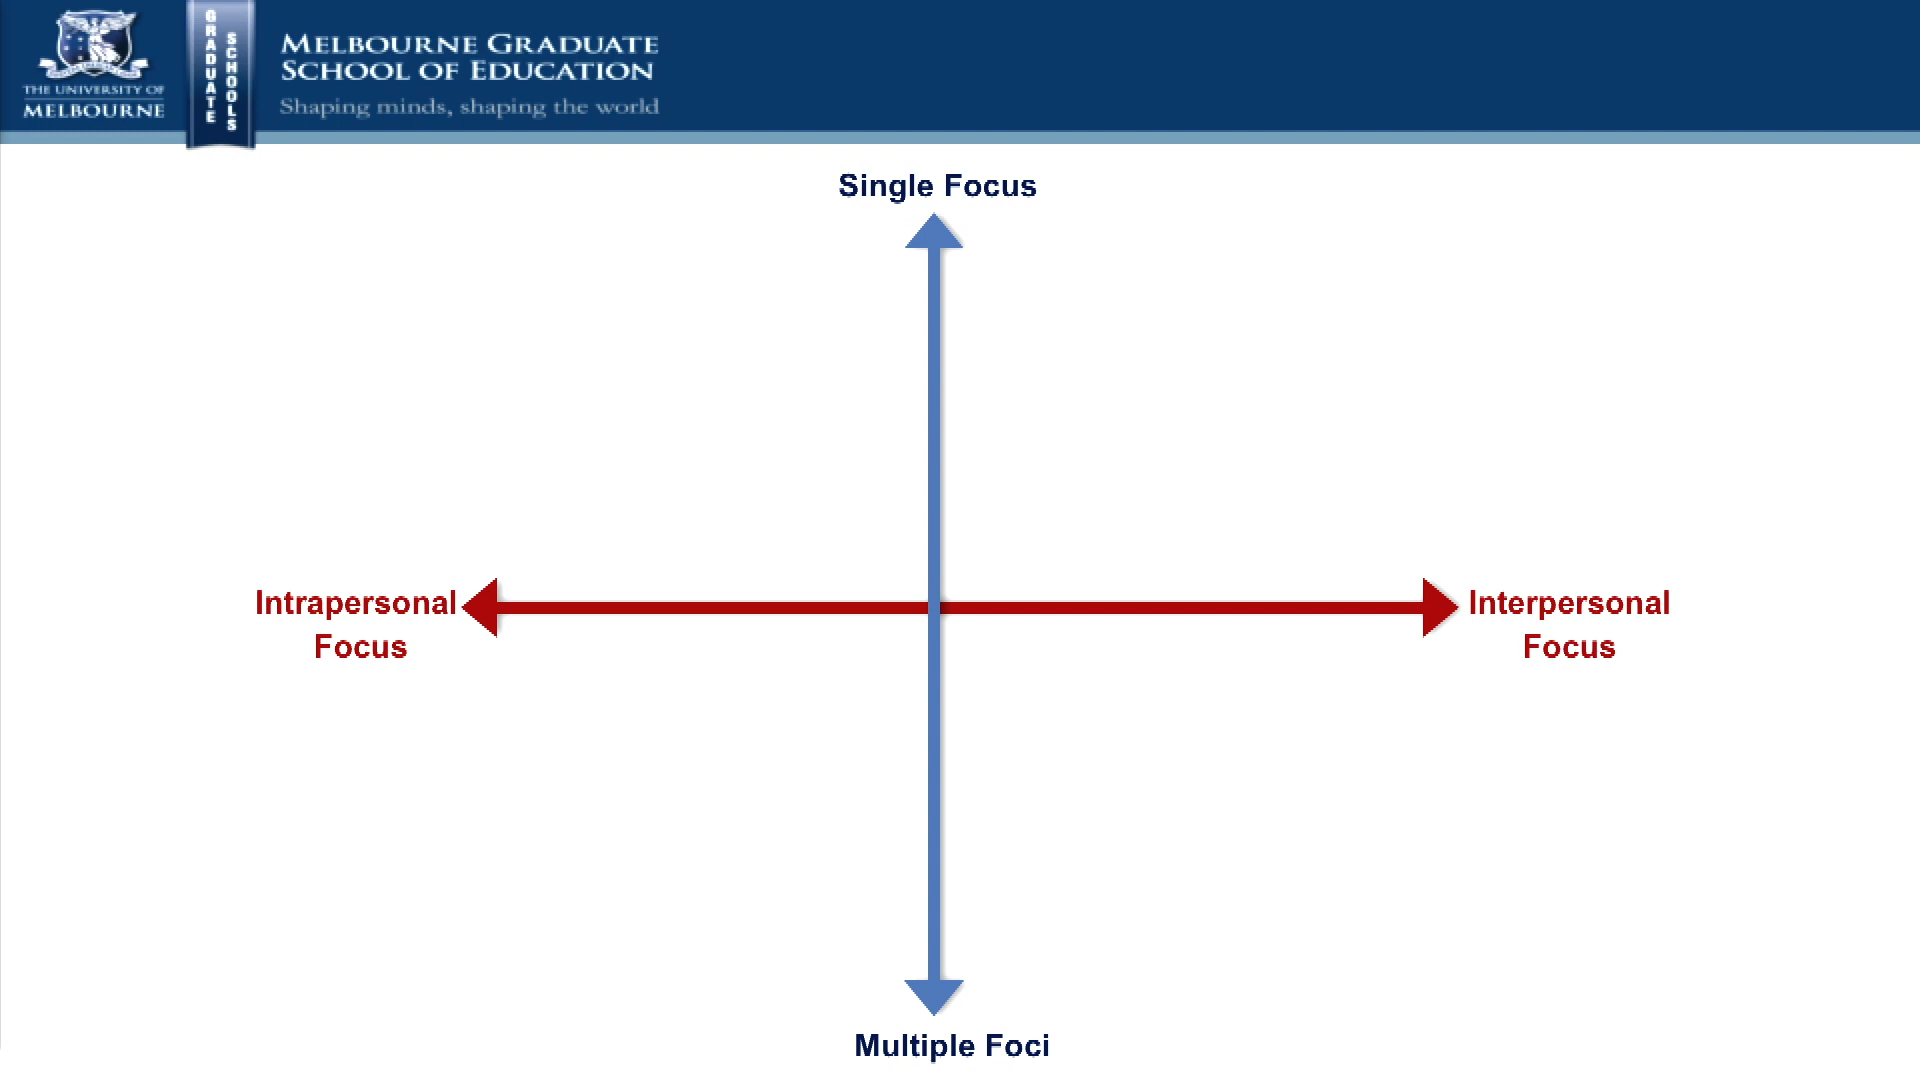 THE UNIVERSITY OF
MELBOURNE
GRADUATE
SCHOOLS
MELBOURNE GRADUATE
SCHOOL OF EDUCATION
Shaping minds, shaping the world
Single Focus
Intrapersonal
Focus
Interpersonal
Focus
Multiple Foci